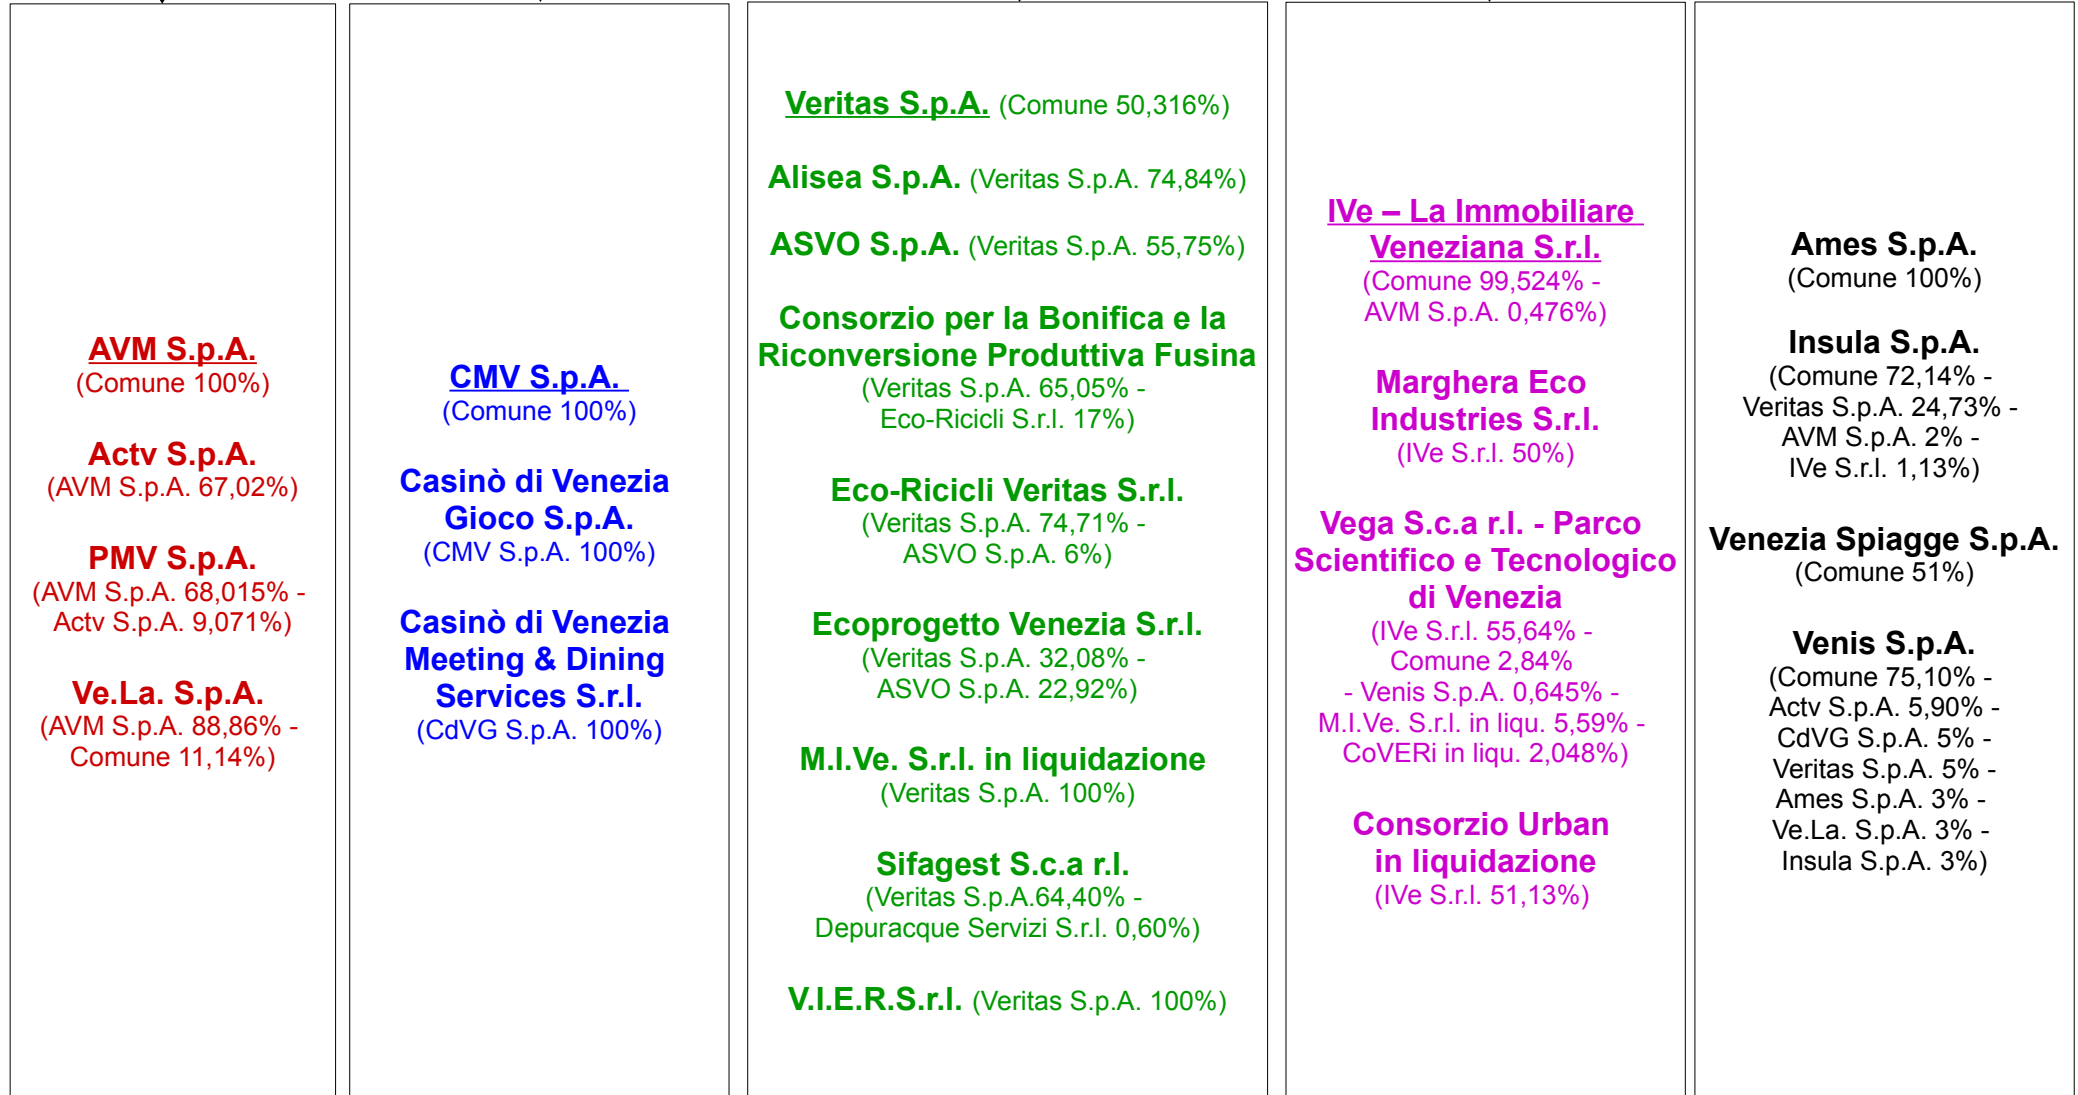 AVM S.p.A.
(Comune 100%)
Actv S.p.A.
(AVM S.p.A. 67,02%)
PMV S.p.A.
(AVM S.p.A. 68,015% -
Actv S.p.A. 9,071%)
Ve.La. S.p.A.
(AVM S.p.A. 88,86% -
Comune 11,14%)
CMV S.p.A.
(Comune 100%)
Casinò di Venezia
Gioco S.p.A.
(CMV S.p.A. 100%)
Casinò di Venezia
Meeting & Dining
Services S.r.l.
(CdVG S.p.A. 100%)
Veritas S.p.A. (Comune 50,316%)
Alisea S.p.A. (Veritas S.p.A. 74,84%)
ASVO S.p.A. (Veritas S.p.A. 55,75%)
Consorzio per la Bonifica e la
Riconversione Produttiva Fusina
(Veritas S.p.A. 65,05% -
Eco-Ricicli S.r.l. 17%)
Eco-Ricicli Veritas S.r.l.
(Veritas S.p.A. 74,71% -
ASVO S.p.A. 6%)
Ecoprogetto Venezia S.r.l.
(Veritas S.p.A. 32,08% -
ASVO S.p.A. 22,92%)
M.I.Ve. S.r.l. in liquidazione
(Veritas S.p.A. 100%)
Sifagest S.c.a r.l.
(Veritas S.p.A.64,40% -
Depuracque Servizi S.r.l. 0,60%)
V.I.E.R.S.r.l. (Veritas S.p.A. 100%)
IVe – La Immobiliare
Veneziana S.r.l.
(Comune 99,524% -
AVM S.p.A. 0,476%)
Marghera Eco
Industries S.r.l.
(IVe S.r.l. 50%)
Vega S.c.a r.l. - Parco
Scientifico e Tecnologico
di Venezia
(IVe S.r.l. 55,64% -
Comune 2,84%
- Venis S.p.A. 0,645% -
M.I.Ve. S.r.l. in liqu. 5,59% -
CoVERi in liqu. 2,048%)
Consorzio Urban
in liquidazione
(IVe S.r.l. 51,13%)
Ames S.p.A.
(Comune 100%)
Insula S.p.A.
(Comune 72,14% -
Veritas S.p.A. 24,73% -
AVM S.p.A. 2% -
IVe S.r.l. 1,13%)
Venezia Spiagge S.p.A.
(Comune 51%)
Venis S.p.A.
(Comune 75,10% -
Actv S.p.A. 5,90% -
CdVG S.p.A. 5% -
Veritas S.p.A. 5% -
Ames S.p.A. 3% -
Ve.La. S.p.A. 3% -
Insula S.p.A. 3%)